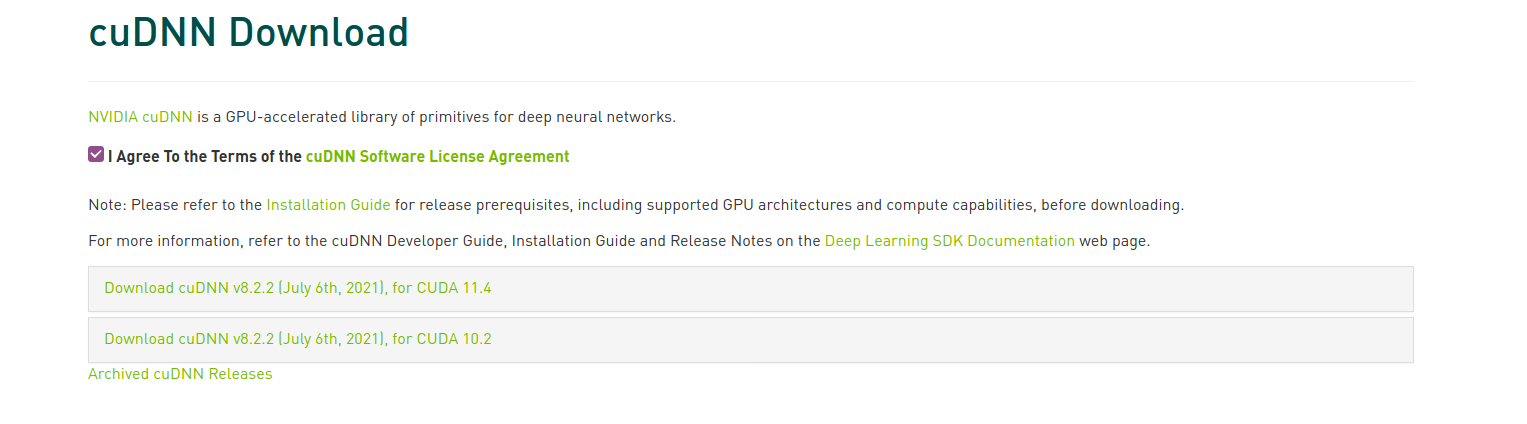 cuDNN Download
NVIDIA cuDNN is a GPU-accelerated library of primitives for deep neural networks.
I Agree To the Terms of the cuDNN Software License Agreement
Note: Please refer to the Installation Guide for release prerequisites, including supported GPU architectures and compute capabilities, before downloading.
For more information, refer to the cuDNN Developer Guide, Installation Guide and Release Notes on the Deep Learning SDK Documentation web page.
Download cuDNN v8.2.2 (July 6th, 2021), for CUDA 11.4
Download cuDNN v8.2.2 (July 6th, 2021), for CUDA 10.2
Archived cuDNN Releases